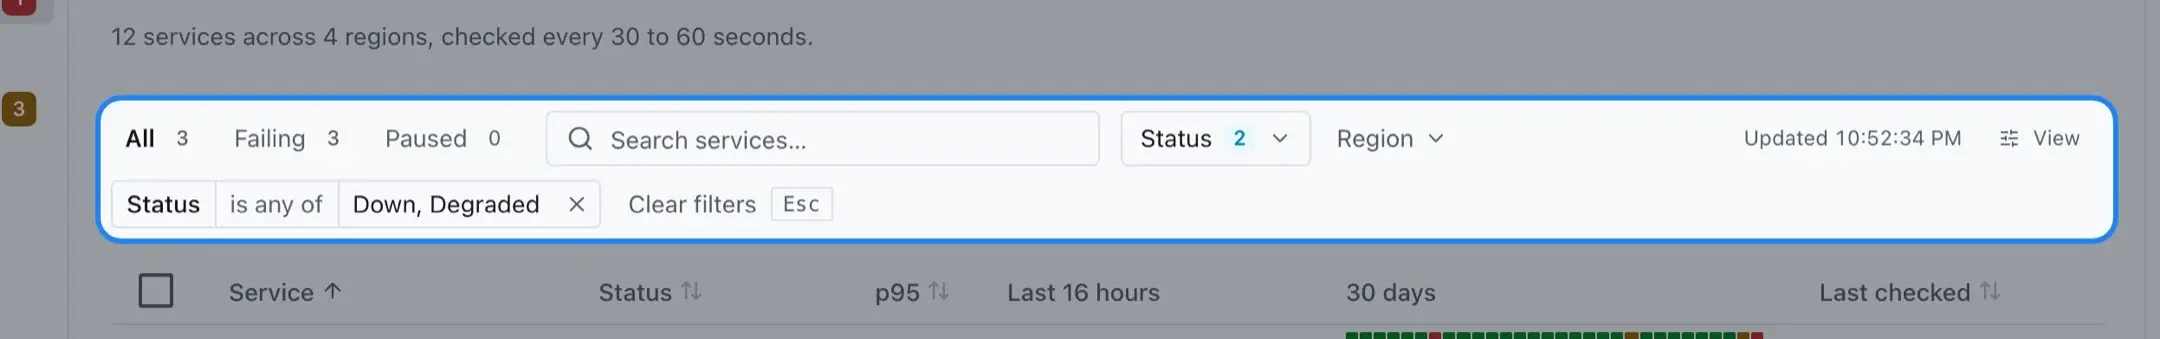 12 services across 4 regions, checked every 30 to 60 seconds.
3
All 3 Failing 3 Paused 0 Search services... Status 2 Region Updated 10:52:34 PM View
Status is any of Down, Degraded × Clear filters Esc
Service ↑ Status ↑↓ p95 ↑↓ Last 16 hours 30 days Last checked ↑↓